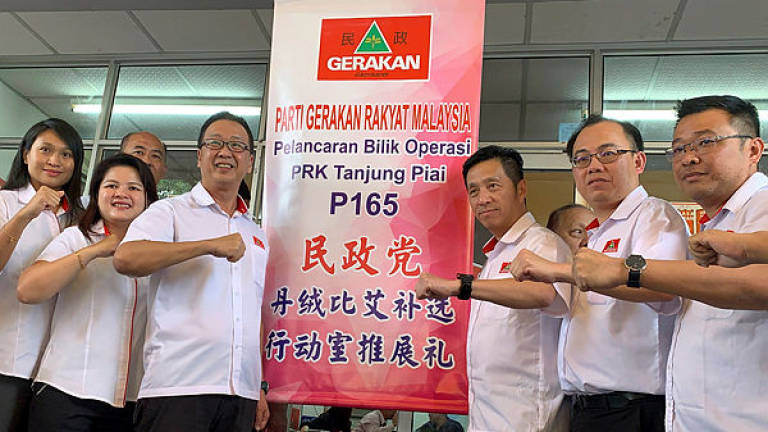 民 政
GERAKAN
PARTI GERAKAN RAKYAT MALAYSIA
Pelancaran Bilik Operasi
PRK Tanjung Piai
P165
民政党
丹绒比艾补选
行动室推展礼